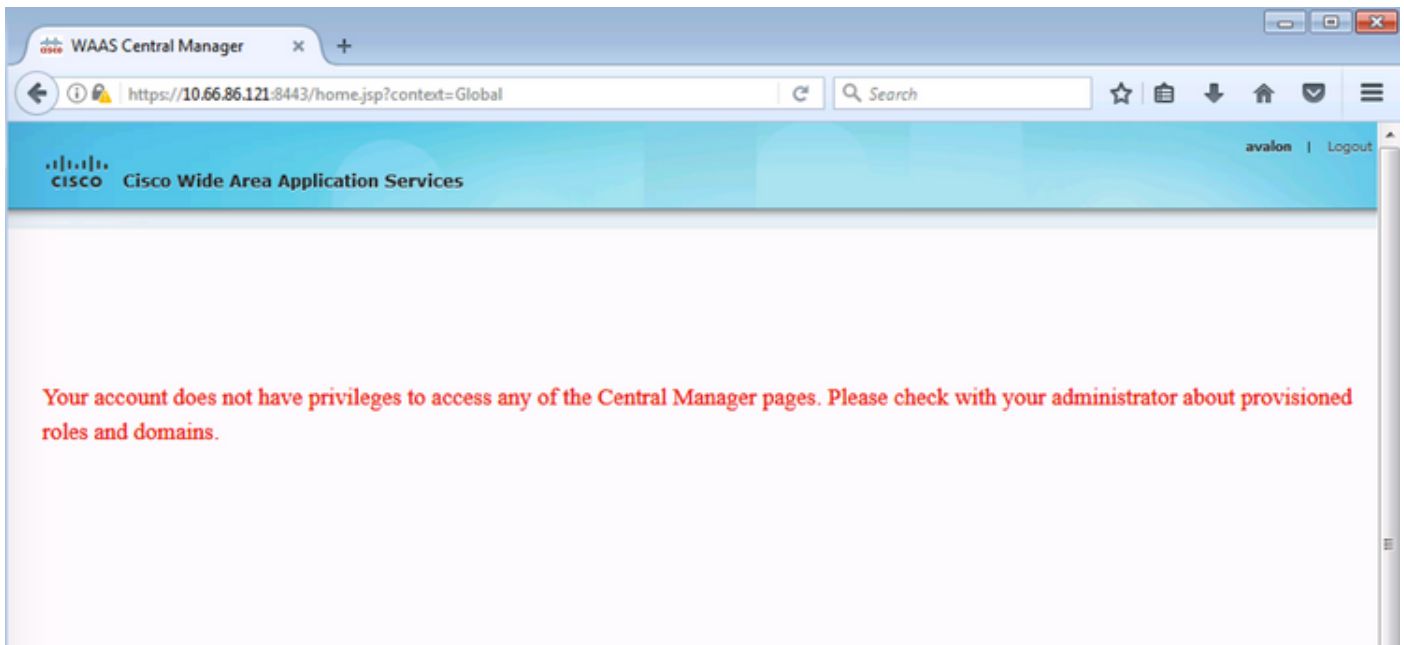 WAAS Central Manager
https://10.66.86.121:8443/home.jsp?context=Global
Search
avalon | Logout
CISCO Cisco Wide Area Application Services
Your account does not have privileges to access any of the Central Manager pages. Please check with your administrator about provisioned
roles and domains.